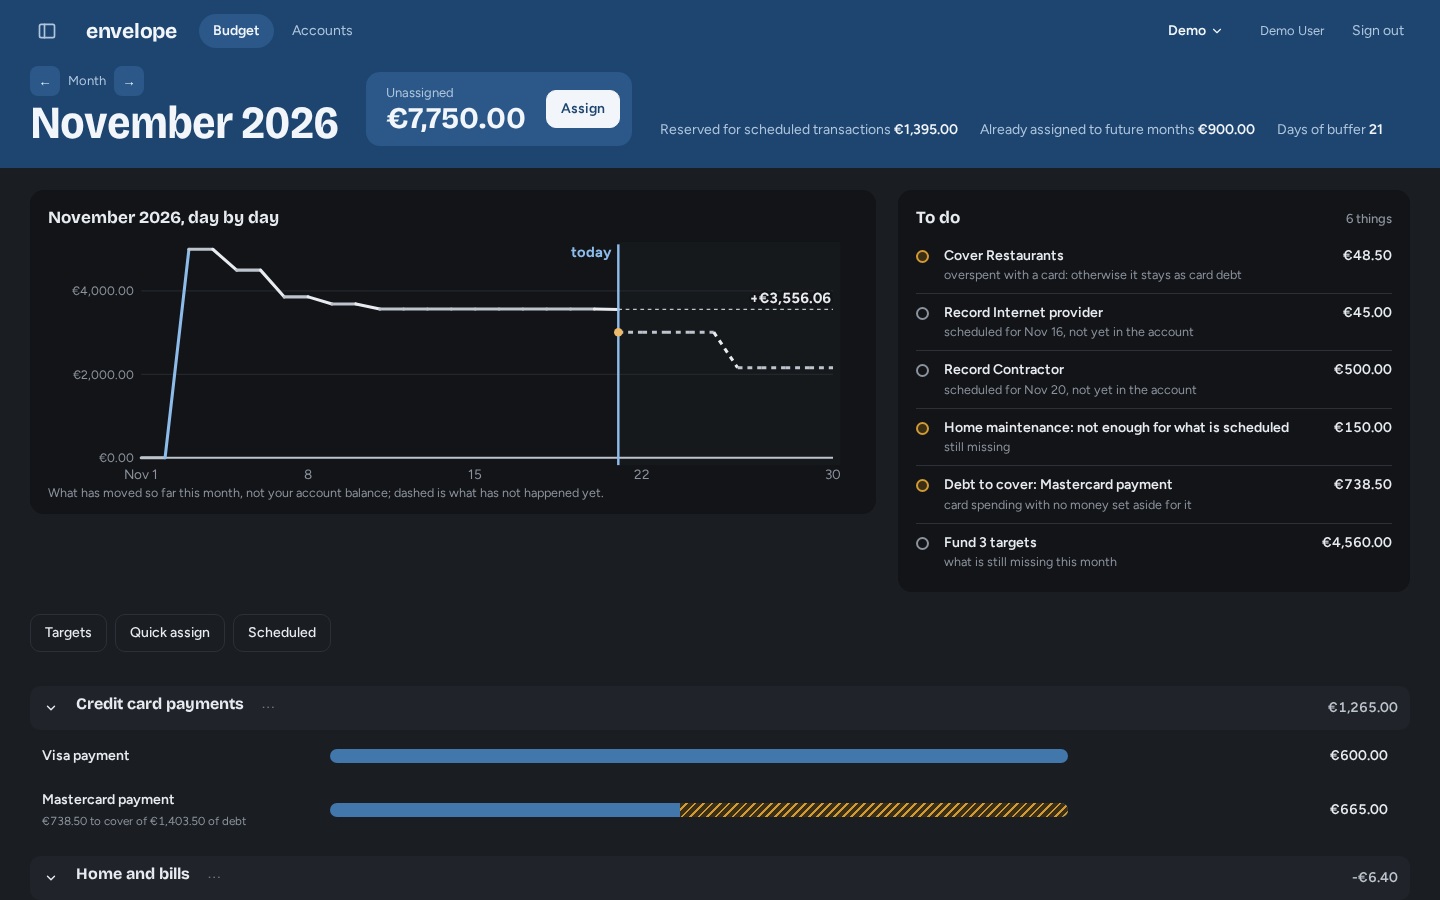 envelope
Budget
Accounts
Demo
Demo User
Sign out
←
Month
→
November 2026
Unassigned
€7,750.00
Assign
Reserved for scheduled transactions €1,395.00
Already assigned to future months €900.00
Days of buffer 21
November 2026, day by day
today
+€3,556.06
€4,000.00
€2,000.00
€0.00
Nov 1
8
15
22
30
What has moved so far this month, not your account balance; dashed is what has not happened yet.
To do
6 things
Cover Restaurants
€48.50
overspent with a card: otherwise it stays as card debt
Record Internet provider
€45.00
scheduled for Nov 16, not yet in the account
Record Contractor
€500.00
scheduled for Nov 20, not yet in the account
Home maintenance: not enough for what is scheduled
€150.00
still missing
Debt to cover: Mastercard payment
€738.50
card spending with no money set aside for it
Fund 3 targets
€4,560.00
what is still missing this month
Targets
Quick assign
Scheduled
Credit card payments
...
€1,265.00
Visa payment
€600.00
Mastercard payment
€738.50 to cover of €1,403.50 of debt
€665.00
Home and bills
...
-€6.40